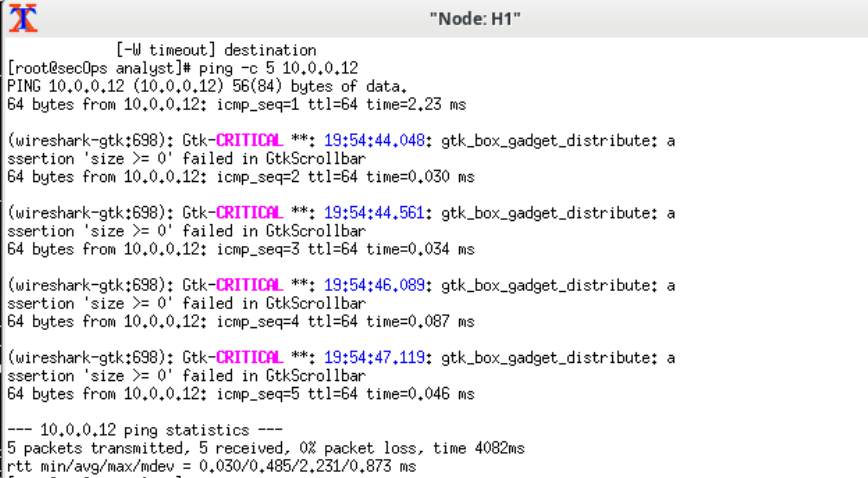 "Node: H1"
[-W timeout] destination
[root@secOps analyst]# ping -c 5 10.0.0.12
PING 10.0.0.12 (10.0.0.12) 56(84) bytes of data.
64 bytes from 10.0.0.12: icmp_seq=1 ttl=64 time=2.23 ms
(wireshark-gtk:698): Gtk-CRITICAL **: 19:54:44.048: gtk_box_gadget_distribute: a
ssertion 'size >= 0' failed in GtkScrollbar
64 bytes from 10.0.0.12: icmp_seq=2 ttl=64 time=0.030 ms
(wireshark-gtk:698): Gtk-CRITICAL **: 19:54:44.561: gtk_box_gadget_distribute: a
ssertion 'size >= 0' failed in GtkScrollbar
64 bytes from 10.0.0.12: icmp_seq=3 ttl=64 time=0.034 ms
(wireshark-gtk:698): Gtk-CRITICAL **: 19:54:46.089: gtk_box_gadget_distribute: a
ssertion 'size >= 0' failed in GtkScrollbar
64 bytes from 10.0.0.12: icmp_seq=4 ttl=64 time=0.087 ms
(wireshark-gtk:698): Gtk-CRITICAL **: 19:54:47.119: gtk_box_gadget_distribute: a
ssertion 'size >= 0' failed in GtkScrollbar
64 bytes from 10.0.0.12: icmp_seq=5 ttl=64 time=0.046 ms
--- 10.0.0.12 ping statistics ---
5 packets transmitted, 5 received, 0% packet loss, time 4082ms
rtt min/avg/max/mdev = 0.030/0.485/2.231/0.873 ms